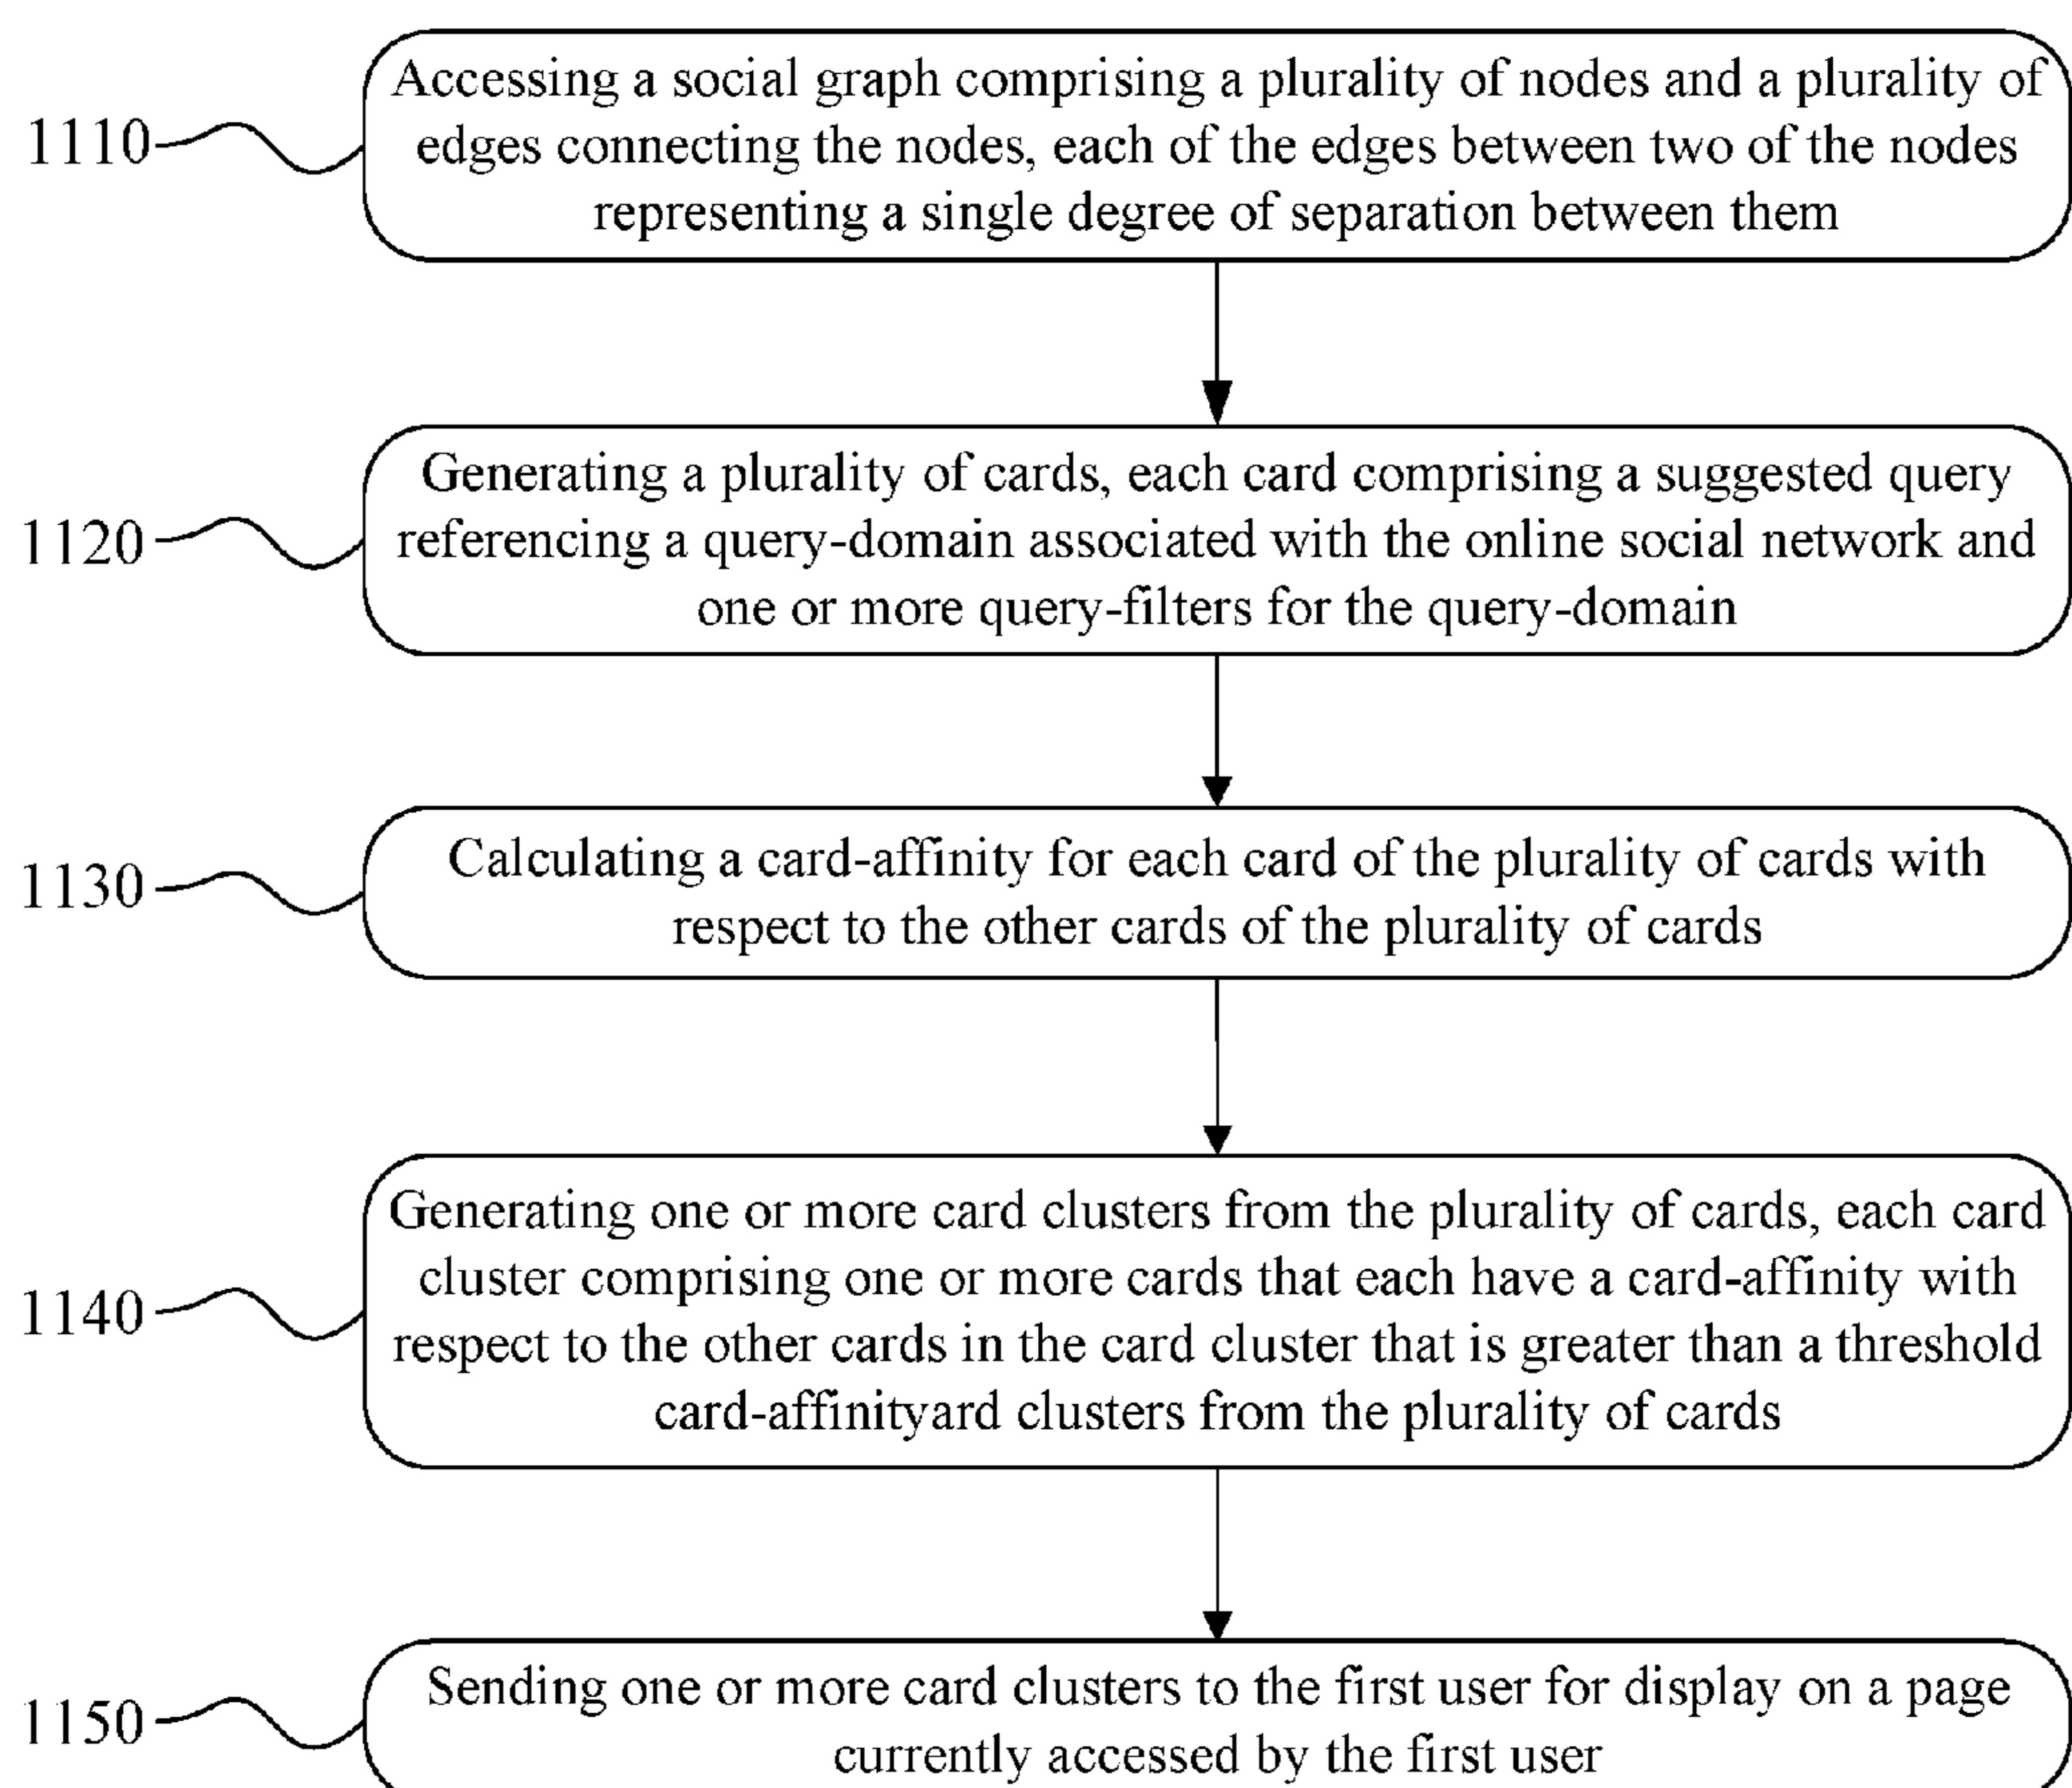 Accessing a social graph comprising a plurality of nodes and a plurality of
1110
edges connecting the nodes, each of the edges between two of the nodes
representing a single degree of separation between them
Generating a plurality of cards, each card comprising a suggested query
1120
referencing a query-domain associated with the online social network and
one or more query-filters for the query-domain
1130
Calculating a card-affinity for each card of the plurality of cards with
respect to the other cards of the plurality of cards
Generating one or more card clusters from the plurality of cards, each card
cluster comprising one or more cards that each have a card-affinity with
1140
respect to the other cards in the card cluster that is greater than a threshold
card-affinityard clusters from the plurality of cards
1150
Sending one or more card clusters to the first user for display on a page
currently accessed by the first user